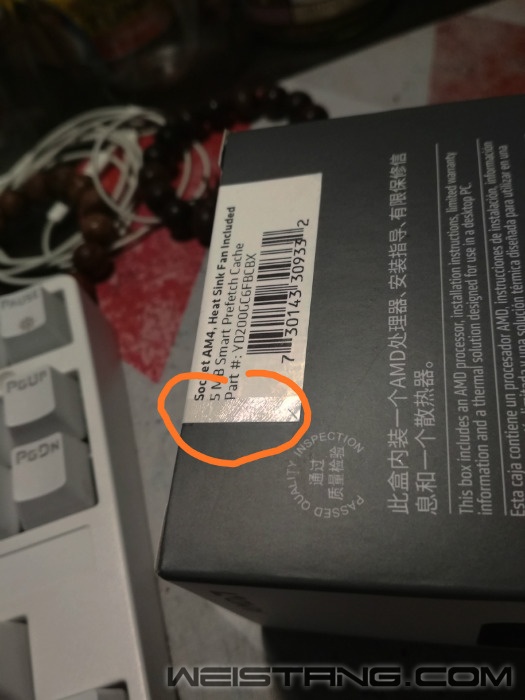 Socket AM4, Heat Sink Fan Included
5 MB Smart Prefetch Cache
Part #: YD200GC6FBCBX
7 30143 30933 2
PASSED QUALITY INSPECTION
通过
质量检验
此盒内装一个AMD处理器、安装指导、有限保修信
息和一个散热器。
This box includes an AMD processor, installation instructions, limited warranty
information and a thermal solution designed for use in a desktop PC.
Esta caja contiene un procesador AMD, instrucciones de instalación, información
PGUP
PGDN
WEISTANG.COM